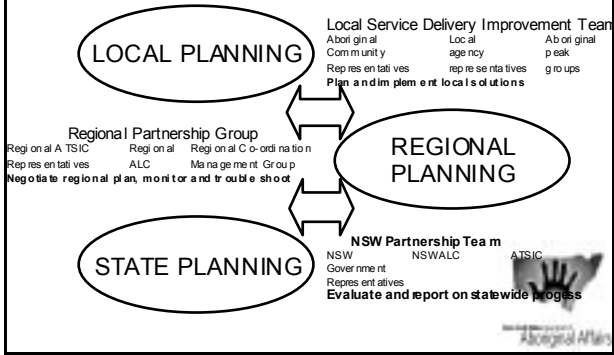 Local Service Delivery Improvement Team
Aboriginal Local Aboriginal
Community agency peak
Representatives representatives groups
Plan and implement local solutions
LOCAL PLANNING
Regional Partnership Group
Regional ATSIC Regional Regional Co-ordination
Representatives ALC Management Group
Negotiate regional plan, monitor and trouble shoot
REGIONAL
PLANNING
STATE PLANNING
NSW Partnership Team
NSW NSWALC ATSIC
Government
Representatives
Evaluate and report on statewide progess
Aboriginal Affairs